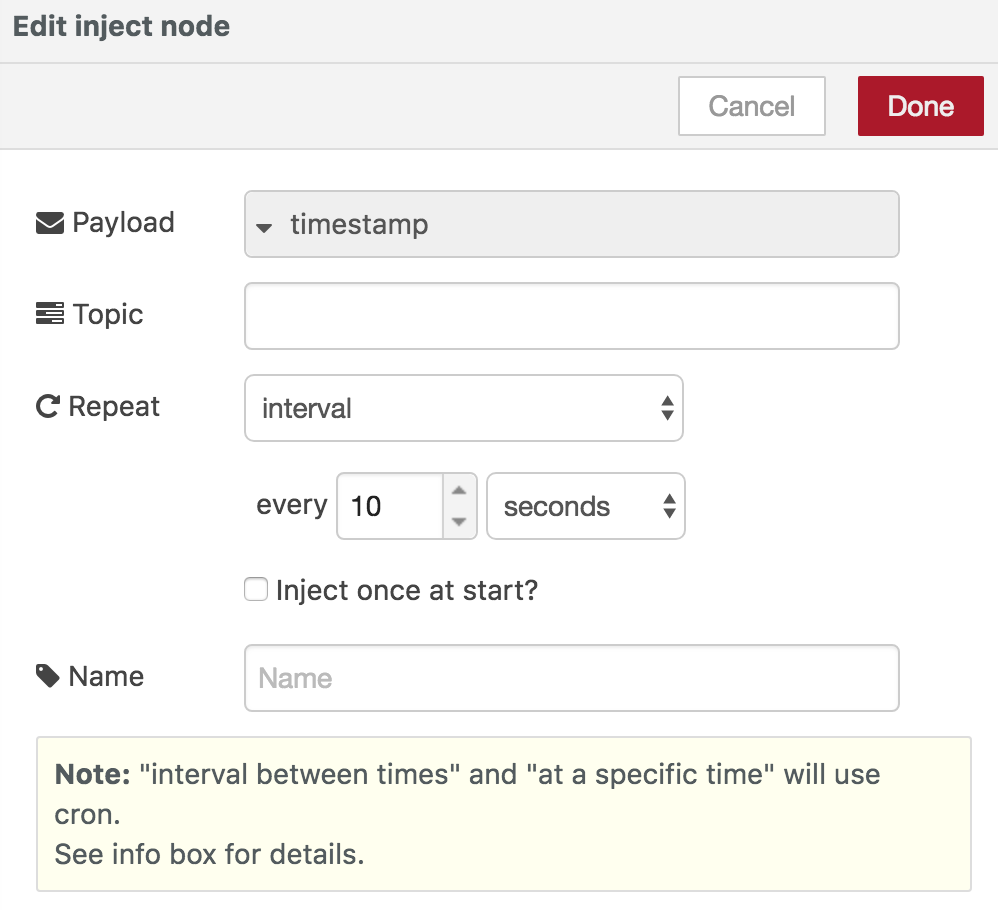 Edit inject node
Cancel Done
Payload timestamp
Topic
Repeat interval
every 10 seconds
Inject once at start?
Name Name
Note: "interval between times" and "at a specific time" will use
cron.
See info box for details.